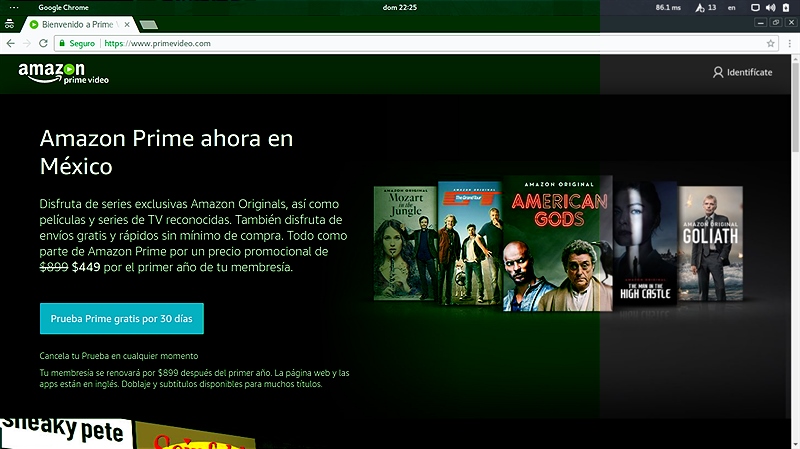 Google Chrome
dom 22:25
86.1 ms
13
en
Bienvenido a Prime V
Seguro
https://www.primevideo.com
amazon
prime video
Identifícate
Amazon Prime ahora en
México
Disfruta de series exclusivas Amazon Originals, así como
películas y series de TV reconocidas. También disfruta de
envíos gratis y rápidos sin mínimo de compra. Todo como
parte de Amazon Prime por un precio promocional de
$899 $449 por el primer año de tu membresía.
Prueba Prime gratis por 30 días
Cancela tu Prueba en cualquier momento
Tu membresía se renovará por $899 después del primer año. La página web y las
apps están en inglés. Doblaje y subtítulos disponibles para muchos títulos.
AMAZON ORIGINAL
Mozart
in the
Jungle
AMAZON ORIGINAL
The Grand Tour
AMAZON ORIGINAL
AMERICAN
GODS
AMAZON ORIGINAL
THE MAN IN THE
HIGH CASTLE
AMAZON ORIGINAL
GOLIATH
sneaky pete